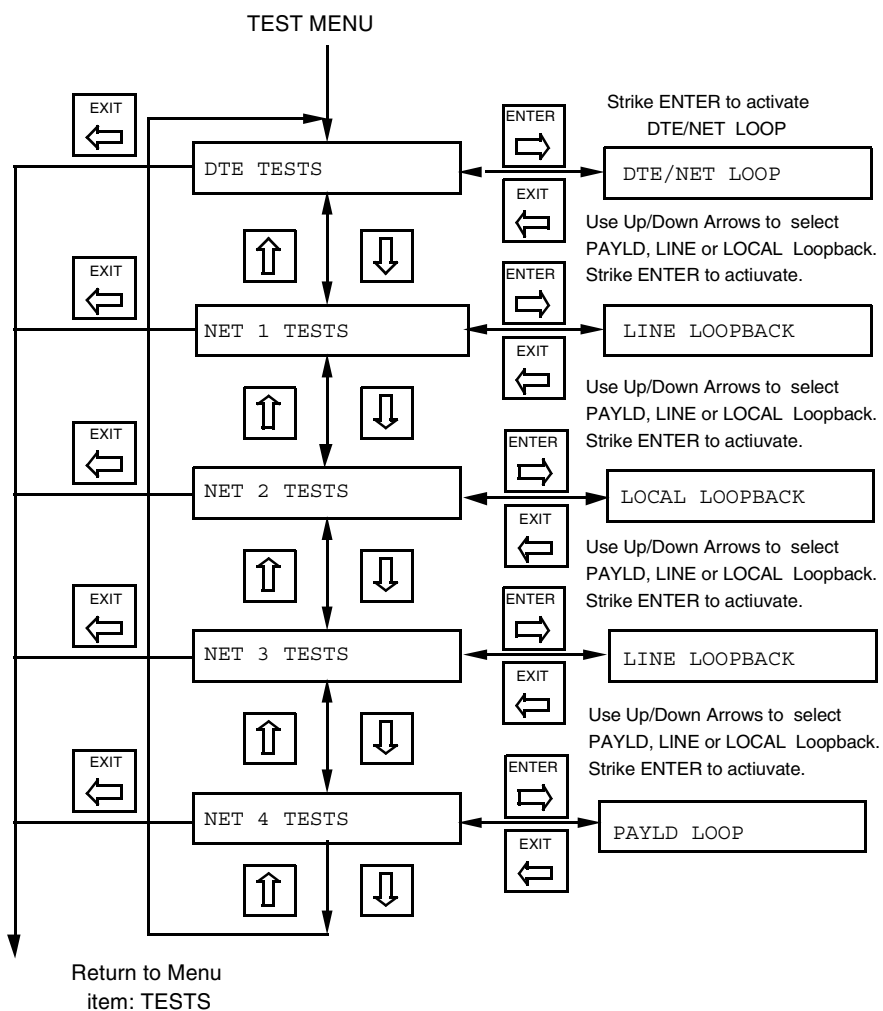 TEST MENU
EXIT
ENTER
Strike ENTER to activate
DTE/NET LOOP
DTE TESTS
DTE/NET LOOP
EXIT
Use Up/Down Arrows to select
PAYLD, LINE or LOCAL Loopback.
Strike ENTER to actiuvate.
EXIT
ENTER
NET 1 TESTS
LINE LOOPBACK
EXIT
Use Up/Down Arrows to select
PAYLD, LINE or LOCAL Loopback.
Strike ENTER to actiuvate.
EXIT
ENTER
NET 2 TESTS
LOCAL LOOPBACK
EXIT
Use Up/Down Arrows to select
PAYLD, LINE or LOCAL Loopback.
Strike ENTER to actiuvate.
EXIT
ENTER
NET 3 TESTS
LINE LOOPBACK
EXIT
Use Up/Down Arrows to select
PAYLD, LINE or LOCAL Loopback.
Strike ENTER to actiuvate.
EXIT
ENTER
NET 4 TESTS
PAYLD LOOP
EXIT
Return to Menu
item: TESTS